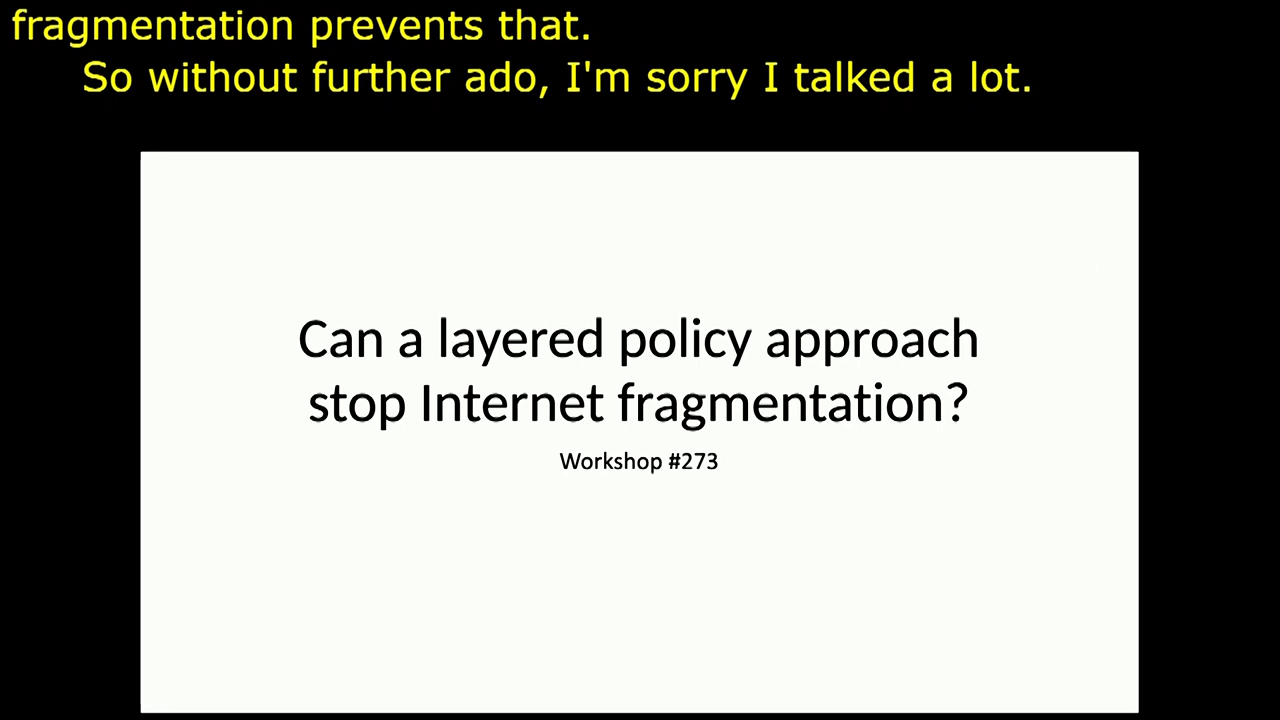 fragmentation prevents that.
So without further ado, I'm sorry I talked a lot.
Can a layered policy approach
stop Internet fragmentation?
Workshop #273